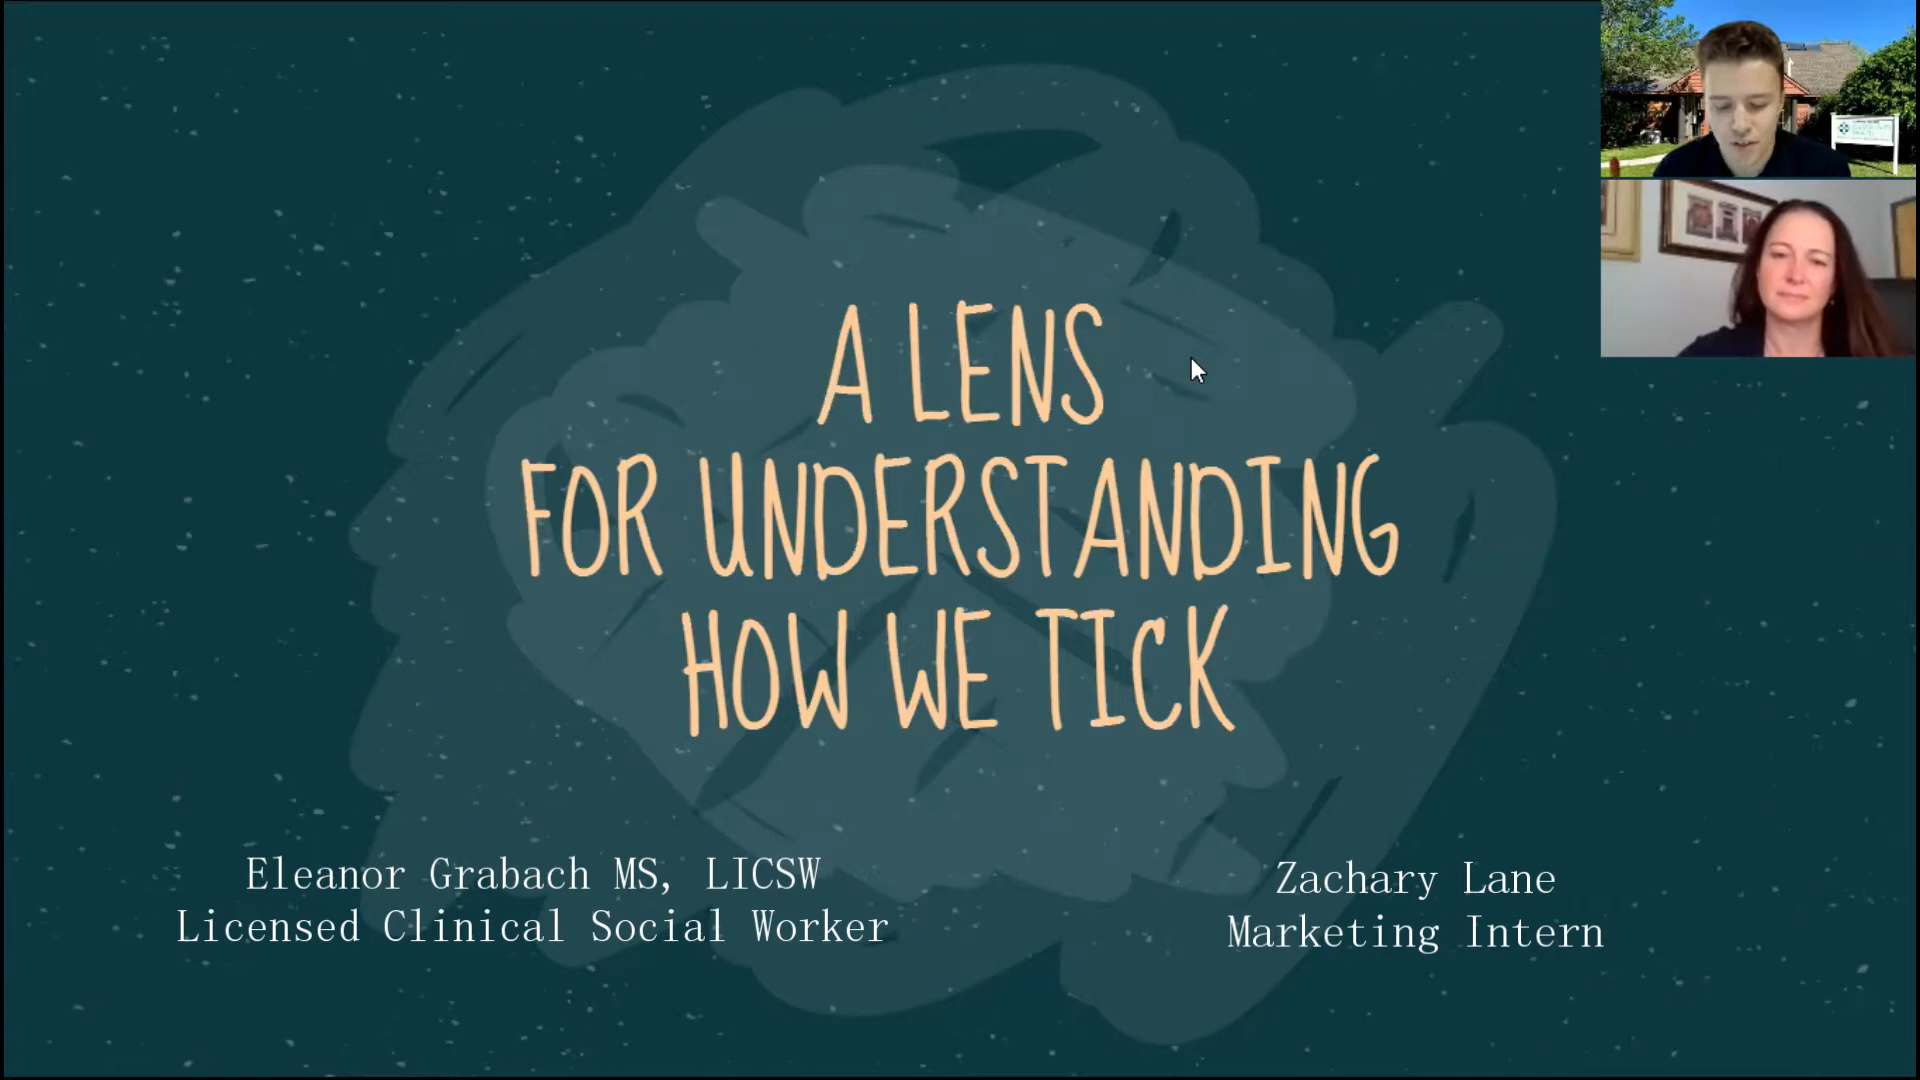 A LENS
FOR UNDERSTANDING
HOW WE TICK
Eleanor Grabach MS, LICSW
Licensed Clinical Social Worker
Zachary Lane
Marketing Intern